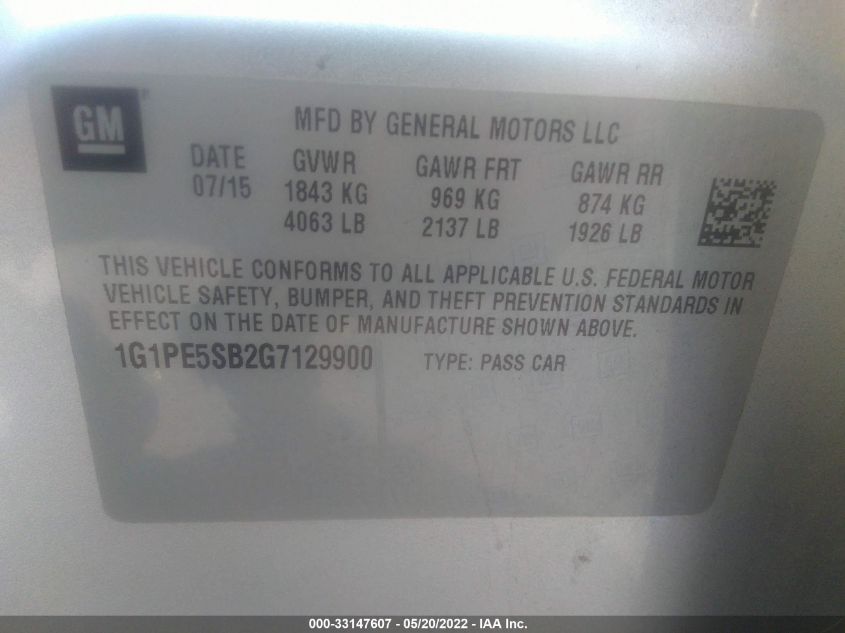 GM
MFD BY GENERAL MOTORS LLC
DATE GVWR GAWR FRT GAWR RR
07/15 1843 KG 969 KG 874 KG
4063 LB 2137 LB 1926 LB
THIS VEHICLE CONFORMS TO ALL APPLICABLE U.S. FEDERAL MOTOR
VEHICLE SAFETY, BUMPER, AND THEFT PREVENTION STANDARDS IN
EFFECT ON THE DATE OF MANUFACTURE SHOWN ABOVE.
1G1PE5SB2G7129900 TYPE: PASS CAR
000-33147607 - 05/20/2022 - IAA Inc.